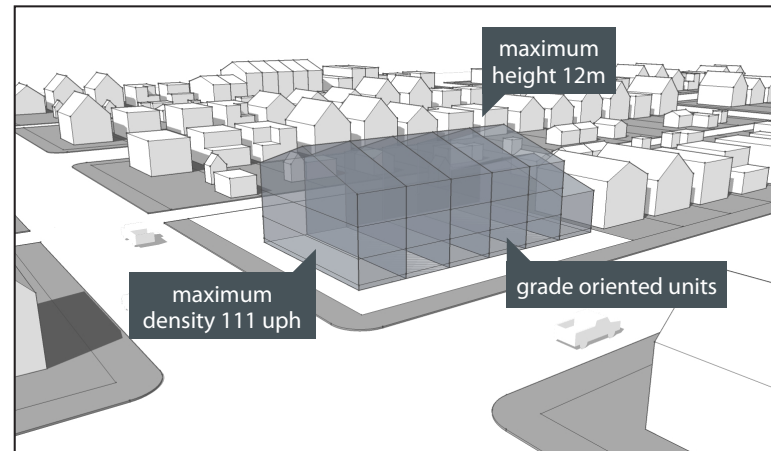 maximum
height 12m
maximum
density 111 uph
grade oriented units